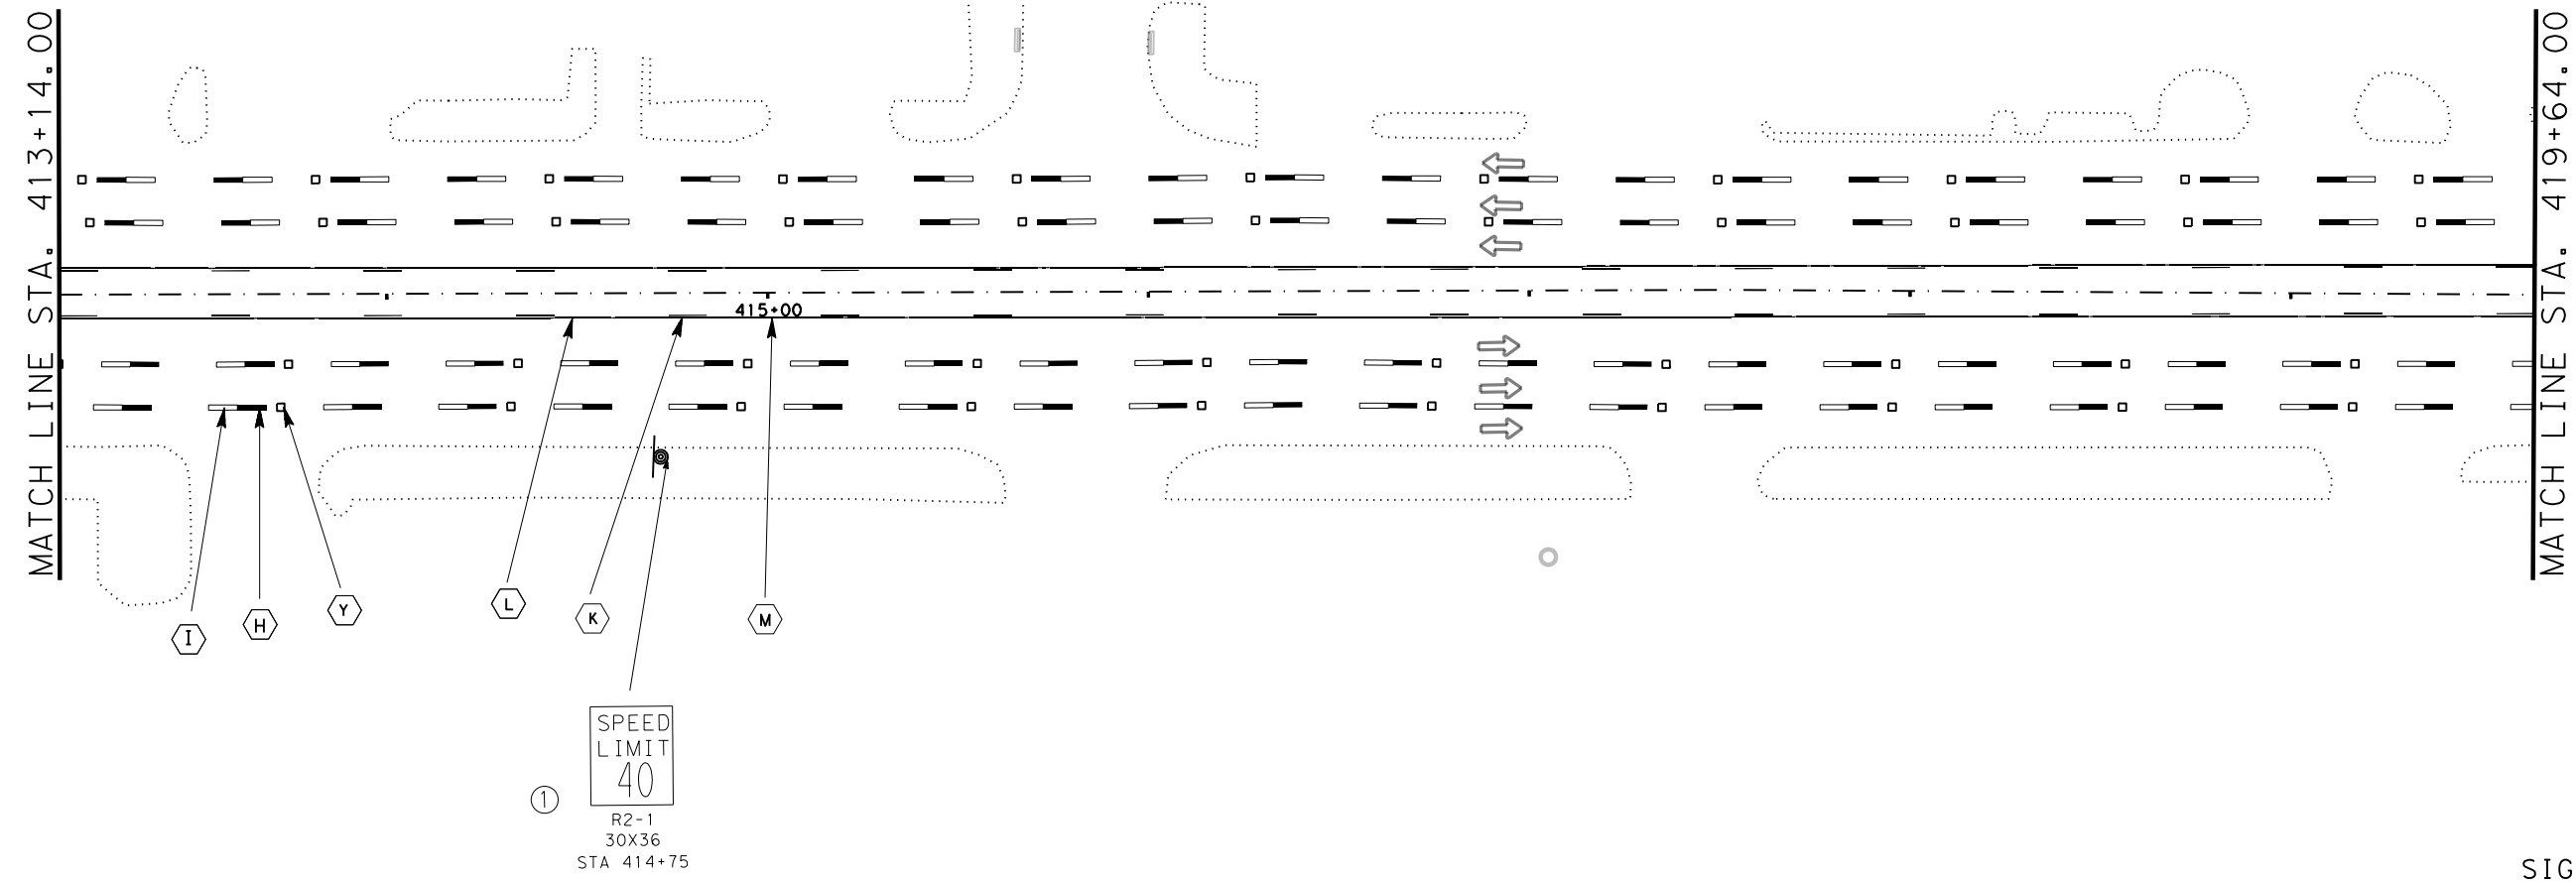 MATCH LINE STA. 413+14.00
MATCH LINE STA. 419+64.00
415+00
I
H
Y
L
K
M
SPEED
LIMIT
40
1
R2-1
30X36
STA 414+75
SIG